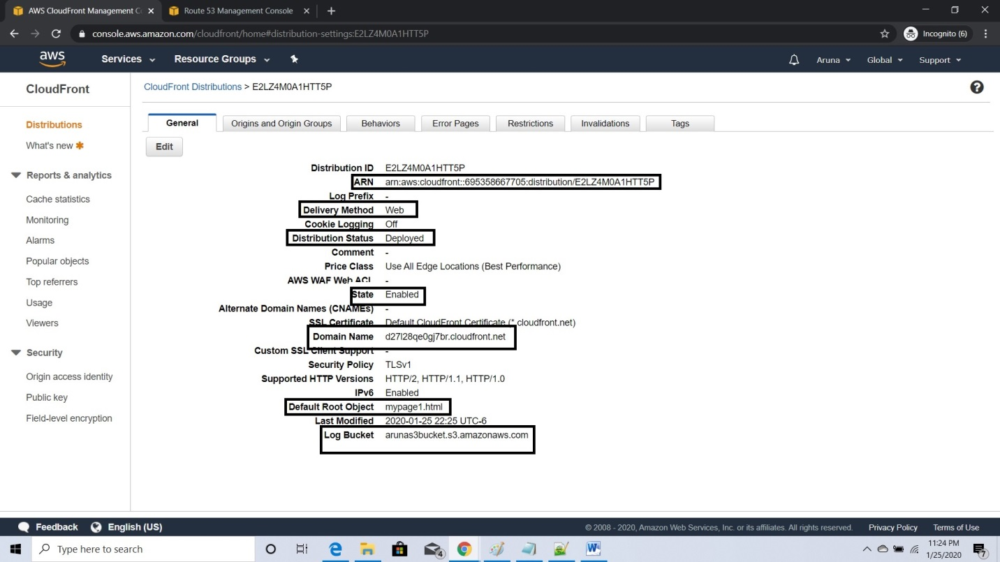 AWS CloudFront Management Co
Route 53 Management Console
console.aws.amazon.com/cloudfront/home#distribution-settings:E2LZ4M0A1HTT5P
Incognito (6)
aws
Services
Resource Groups
Aruna
Global
Support
CloudFront
Distributions
What's new
Reports & analytics
Cache statistics
Monitoring
Alarms
Popular objects
Top referrers
Usage
Viewers
Security
Origin access identity
Public key
Field-level encryption
CloudFront Distributions > E2LZ4M0A1HTT5P
General
Origins and Origin Groups
Behaviors
Error Pages
Restrictions
Invalidations
Tags
Edit
Distribution ID E2LZ4M0A1HTT5P
ARN arn:aws:cloudfront::695358667705:distribution/E2LZ4M0A1HTT5P
Log Prefix -
Delivery Method Web
Cookie Logging Off
Distribution Status Deployed
Comment -
Price Class Use All Edge Locations (Best Performance)
AWS WAF Web ACL -
State Enabled
Alternate Domain Names (CNAMEs) -
SSL Certificate Default CloudFront Certificate (*.cloudfront.net)
Domain Name d27l28qe0gj7br.cloudfront.net
Custom SSL Client Support -
Security Policy TLSv1
Supported HTTP Versions HTTP/2, HTTP/1.1, HTTP/1.0
IPv6 Enabled
Default Root Object mypage1.html
Last Modified 2020-01-25 22:25 UTC-6
Log Bucket arunas3bucket.s3.amazonaws.com
Feedback
English (US)
© 2008 - 2020, Amazon Web Services, Inc. or its affiliates. All rights reserved.
Privacy Policy
Terms of Use
Type here to search
4
11:24 PM
1/25/2020
7